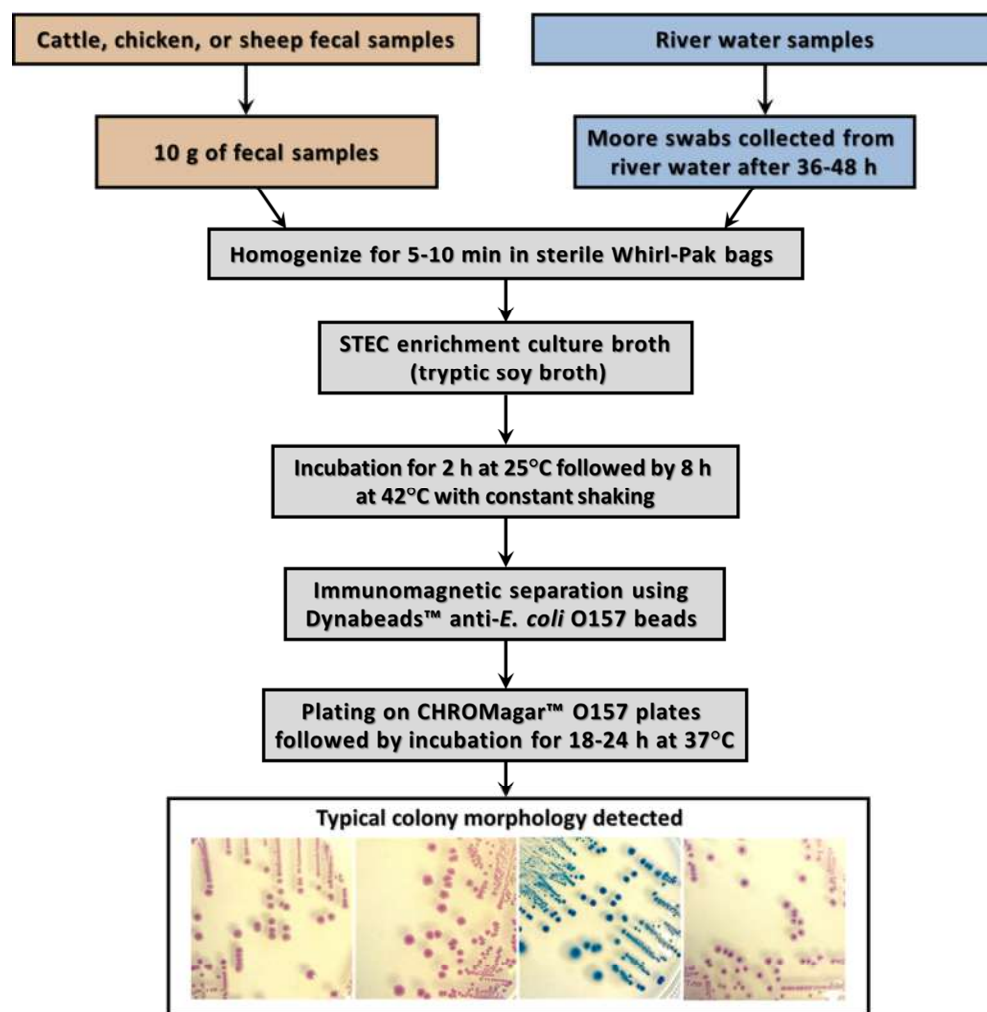 Cattle, chicken, or sheep fecal samples
River water samples
10 g of fecal samples
Moore swabs collected from
river water after 36-48 h
Homogenize for 5-10 min in sterile Whirl-Pak bags
STEC enrichment culture broth
(tryptic soy broth)
Incubation for 2 h at 25°C followed by 8 h
at 42°C with constant shaking
Immunomagnetic separation using
Dynabeads™ anti-E. coli O157 beads
Plating on CHROMagar™ O157 plates
followed by incubation for 18-24 h at 37°C
Typical colony morphology detected